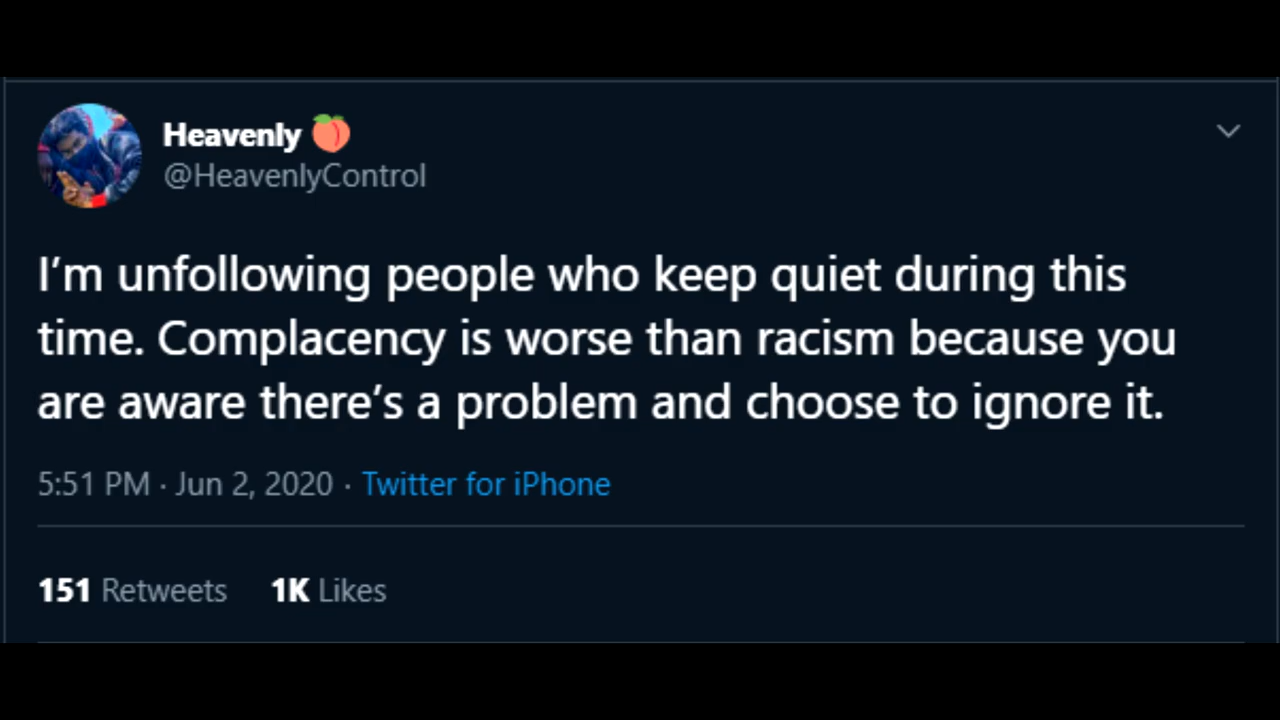 Heavenly 🍑
@HeavenlyControl
I’m unfollowing people who keep quiet during this
time. Complacency is worse than racism because you
are aware there’s a problem and choose to ignore it.
5:51 PM · Jun 2, 2020 · Twitter for iPhone
151 Retweets 1K Likes